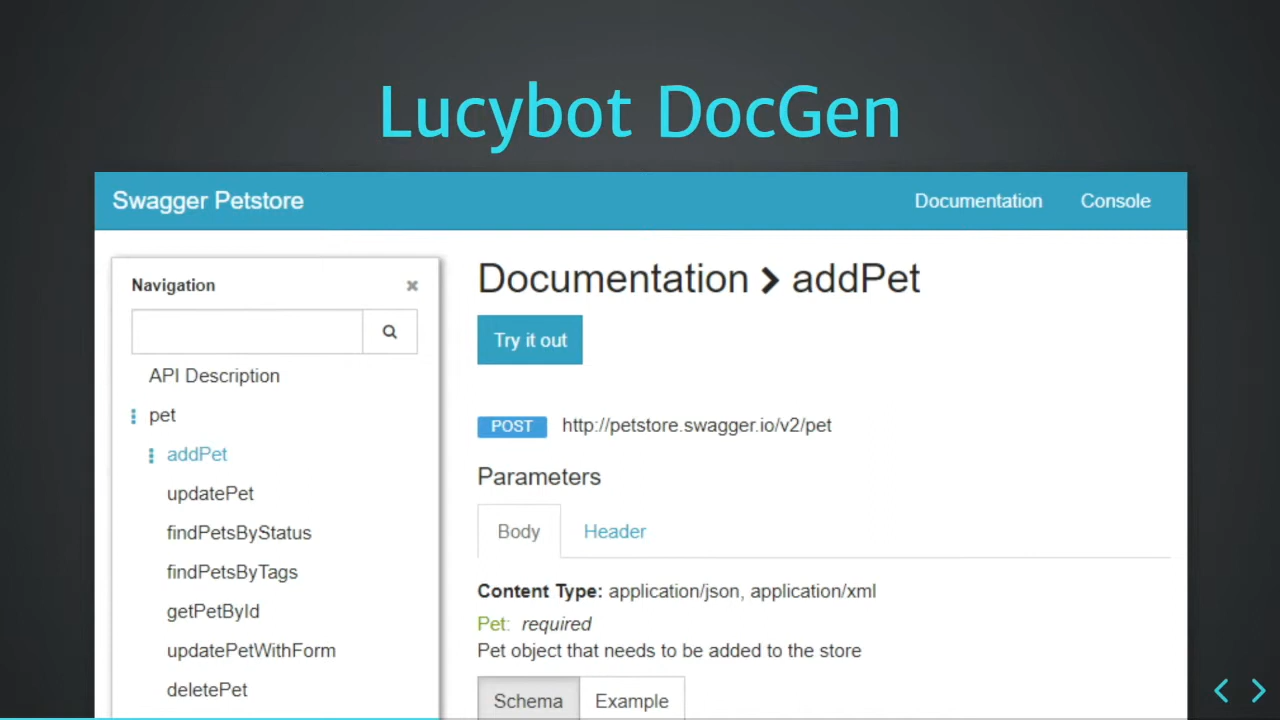 Lucybot DocGen
Swagger Petstore
Documentation
Console
Navigation
API Description
pet
addPet
updatePet
findPetsByStatus
findPetsByTags
getPetById
updatePetWithForm
deletePet
Documentation > addPet
Try it out
POST http://petstore.swagger.io/v2/pet
Parameters
Body
Header
Content Type: application/json, application/xml
Pet: required
Pet object that needs to be added to the store
Schema
Example